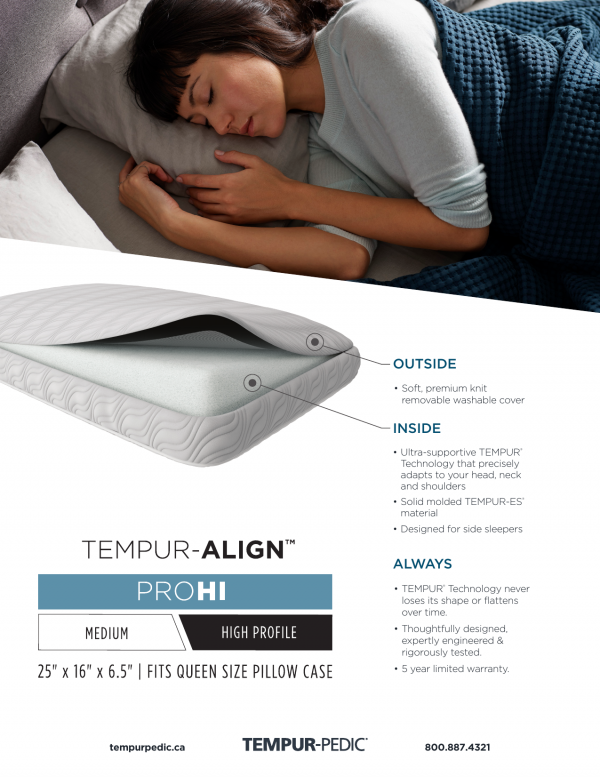 OUTSIDE
• Soft, premium knit
removable washable cover
INSIDE
• Ultra-supportive TEMPUR®
Technology that precisely
adapts to your head, neck
and shoulders
• Solid molded TEMPUR-ES®
material
• Designed for side sleepers
TEMPUR-ALIGN™
PROHI
MEDIUM
HIGH PROFILE
25" x 16" x 6.5" | FITS QUEEN SIZE PILLOW CASE
ALWAYS
• TEMPUR® Technology never
loses its shape or flattens
over time.
• Thoughtfully designed,
expertly engineered &
rigorously tested.
• 5 year limited warranty.
tempurpedic.ca
TEMPUR-PEDIC®
800.887.4321